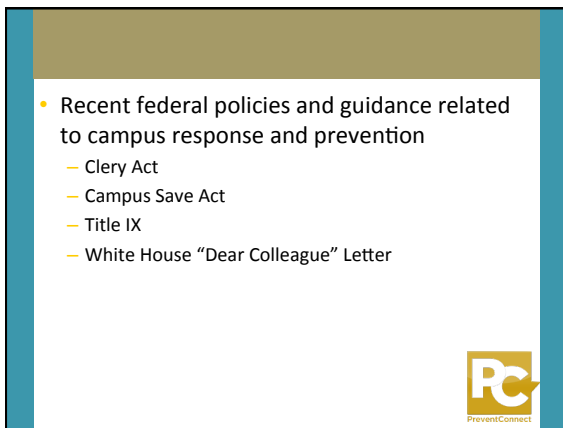 • Recent federal policies and guidance related
to campus response and prevention
– Clery Act
– Campus Save Act
– Title IX
– White House “Dear Colleague” Letter
PC
PreventConnect